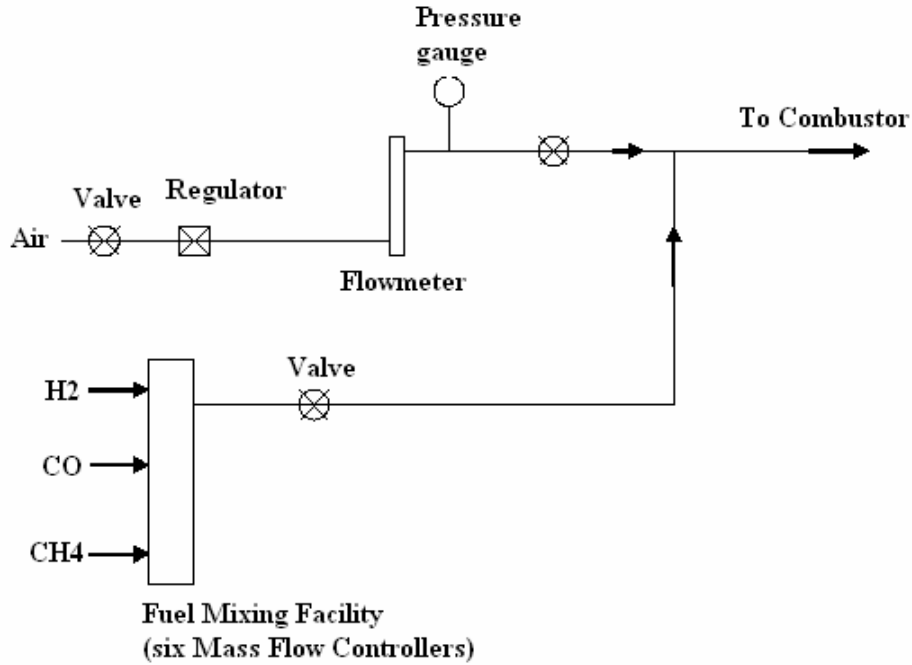 Pressure
gauge
To Combustor
Valve
Regulator
Air
Flowmeter
Valve
H2
CO
CH4
Fuel Mixing Facility
(six Mass Flow Controllers)